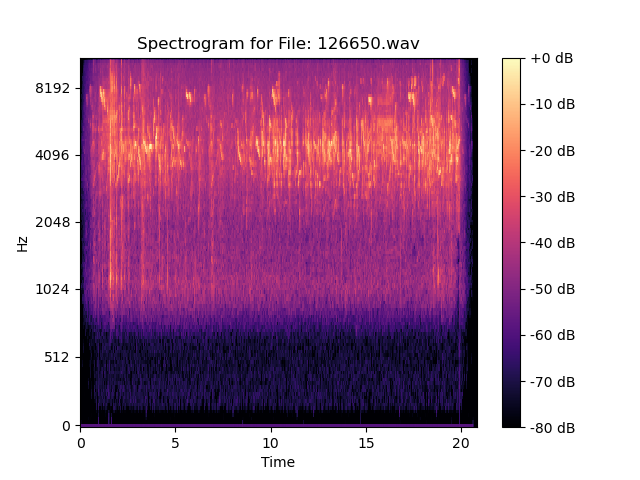 Spectrogram for File: 126650.wav
8192
4096
2048
1024
512
0
Hz
0 5 10 15 20
Time
+0 dB
-10 dB
-20 dB
-30 dB
-40 dB
-50 dB
-60 dB
-70 dB
-80 dB